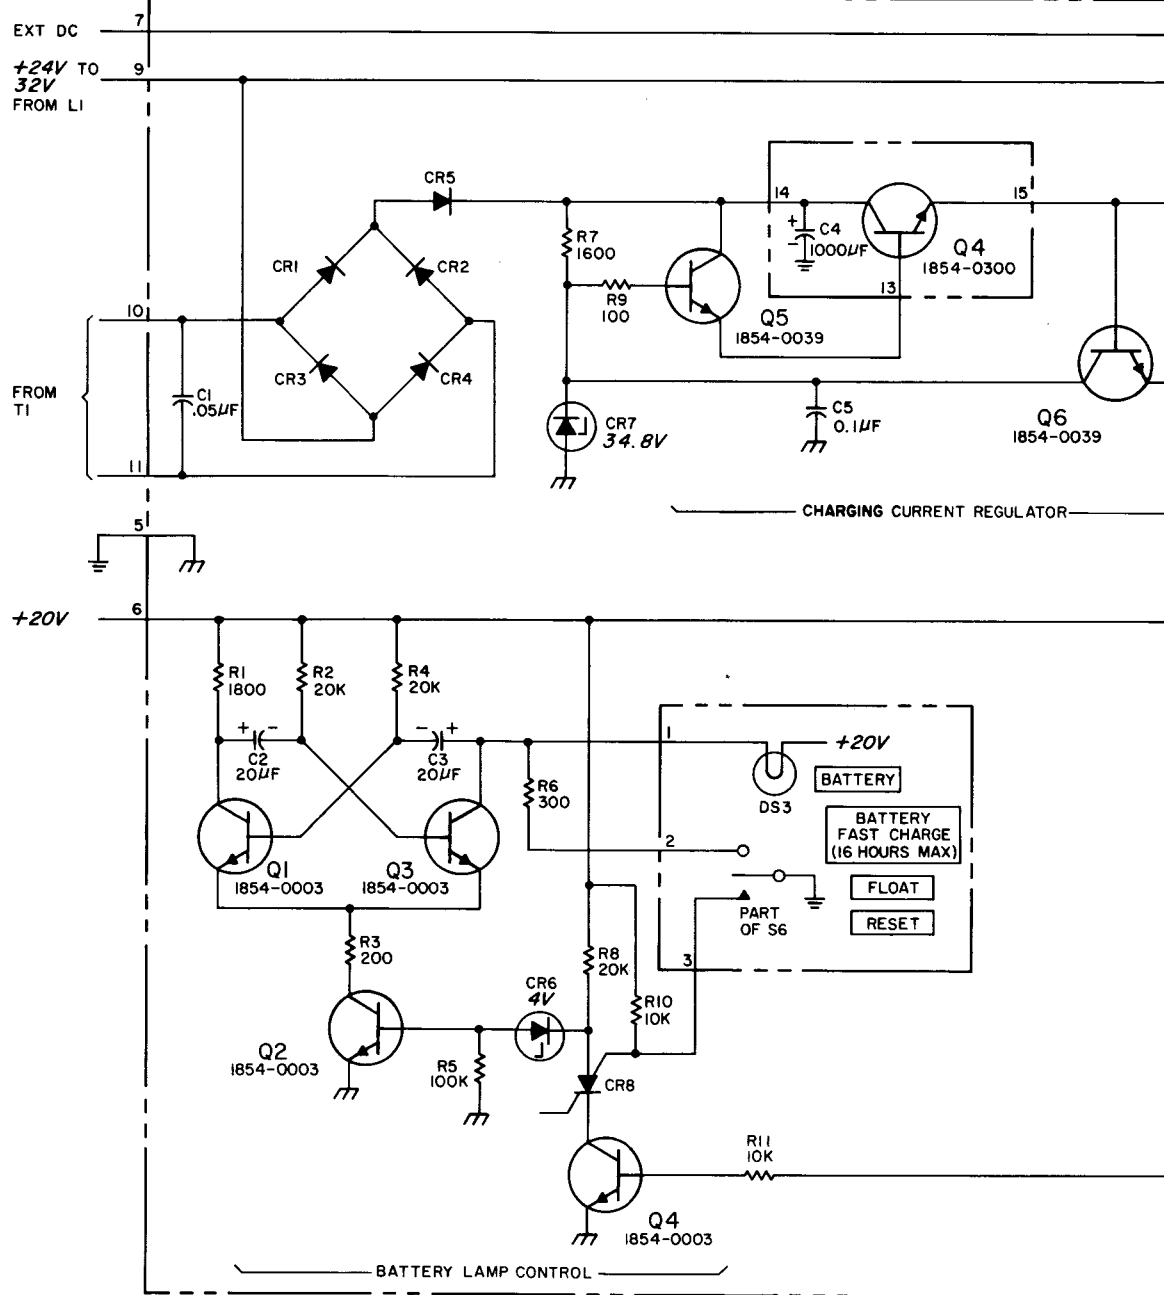 EXT DC
7
+24V TO
32V
FROM L1
9
CR5
CR1
CR2
CR3
CR4
10
FROM
T1
C1
.05µF
11
R7
1600
R9
100
Q5
1854-0039
14
15
+
-
C4
1000µF
Q4
1854-0300
13
CR7
34.8V
C5
0.1µF
Q6
1854-0039
CHARGING CURRENT REGULATOR
5
+20V
6
R1
1800
R2
20K
R4
20K
+
-
C2
20µF
-
+
C3
20µF
Q1
1854-0003
Q3
1854-0003
R6
300
1
+20V
DS3
BATTERY
BATTERY
FAST CHARGE
(16 HOURS MAX)
2
FLOAT
PART
OF S6
RESET
3
R3
200
R8
20K
CR6
4V
R10
10K
Q2
1854-0003
R5
100K
CR8
R11
10K
Q4
1854-0003
BATTERY LAMP CONTROL